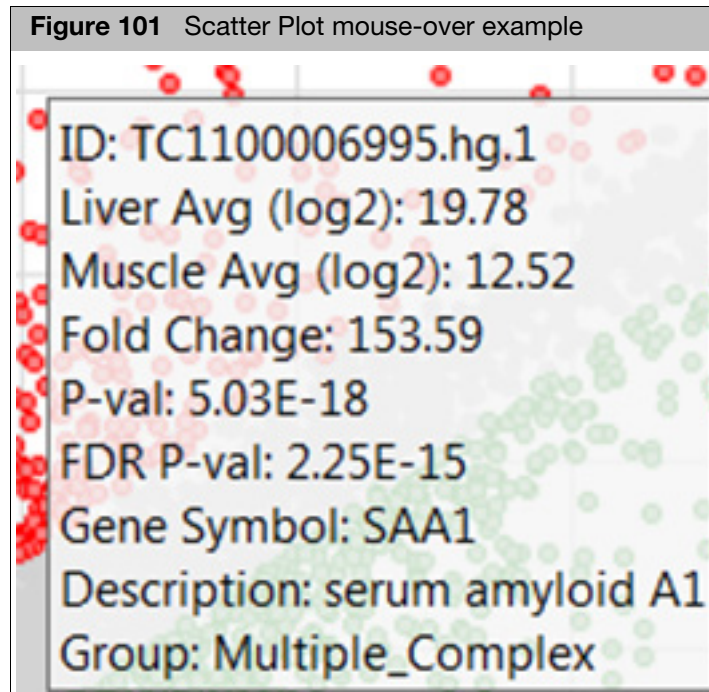 Figure 101 Scatter Plot mouse-over example
ID: TC1100006995.hg.1
Liver Avg (log2): 19.78
Muscle Avg (log2): 12.52
Fold Change: 153.59
P-val: 5.03E-18
FDR P-val: 2.25E-15
Gene Symbol: SAA1
Description: serum amyloid A1
Group: Multiple_Complex